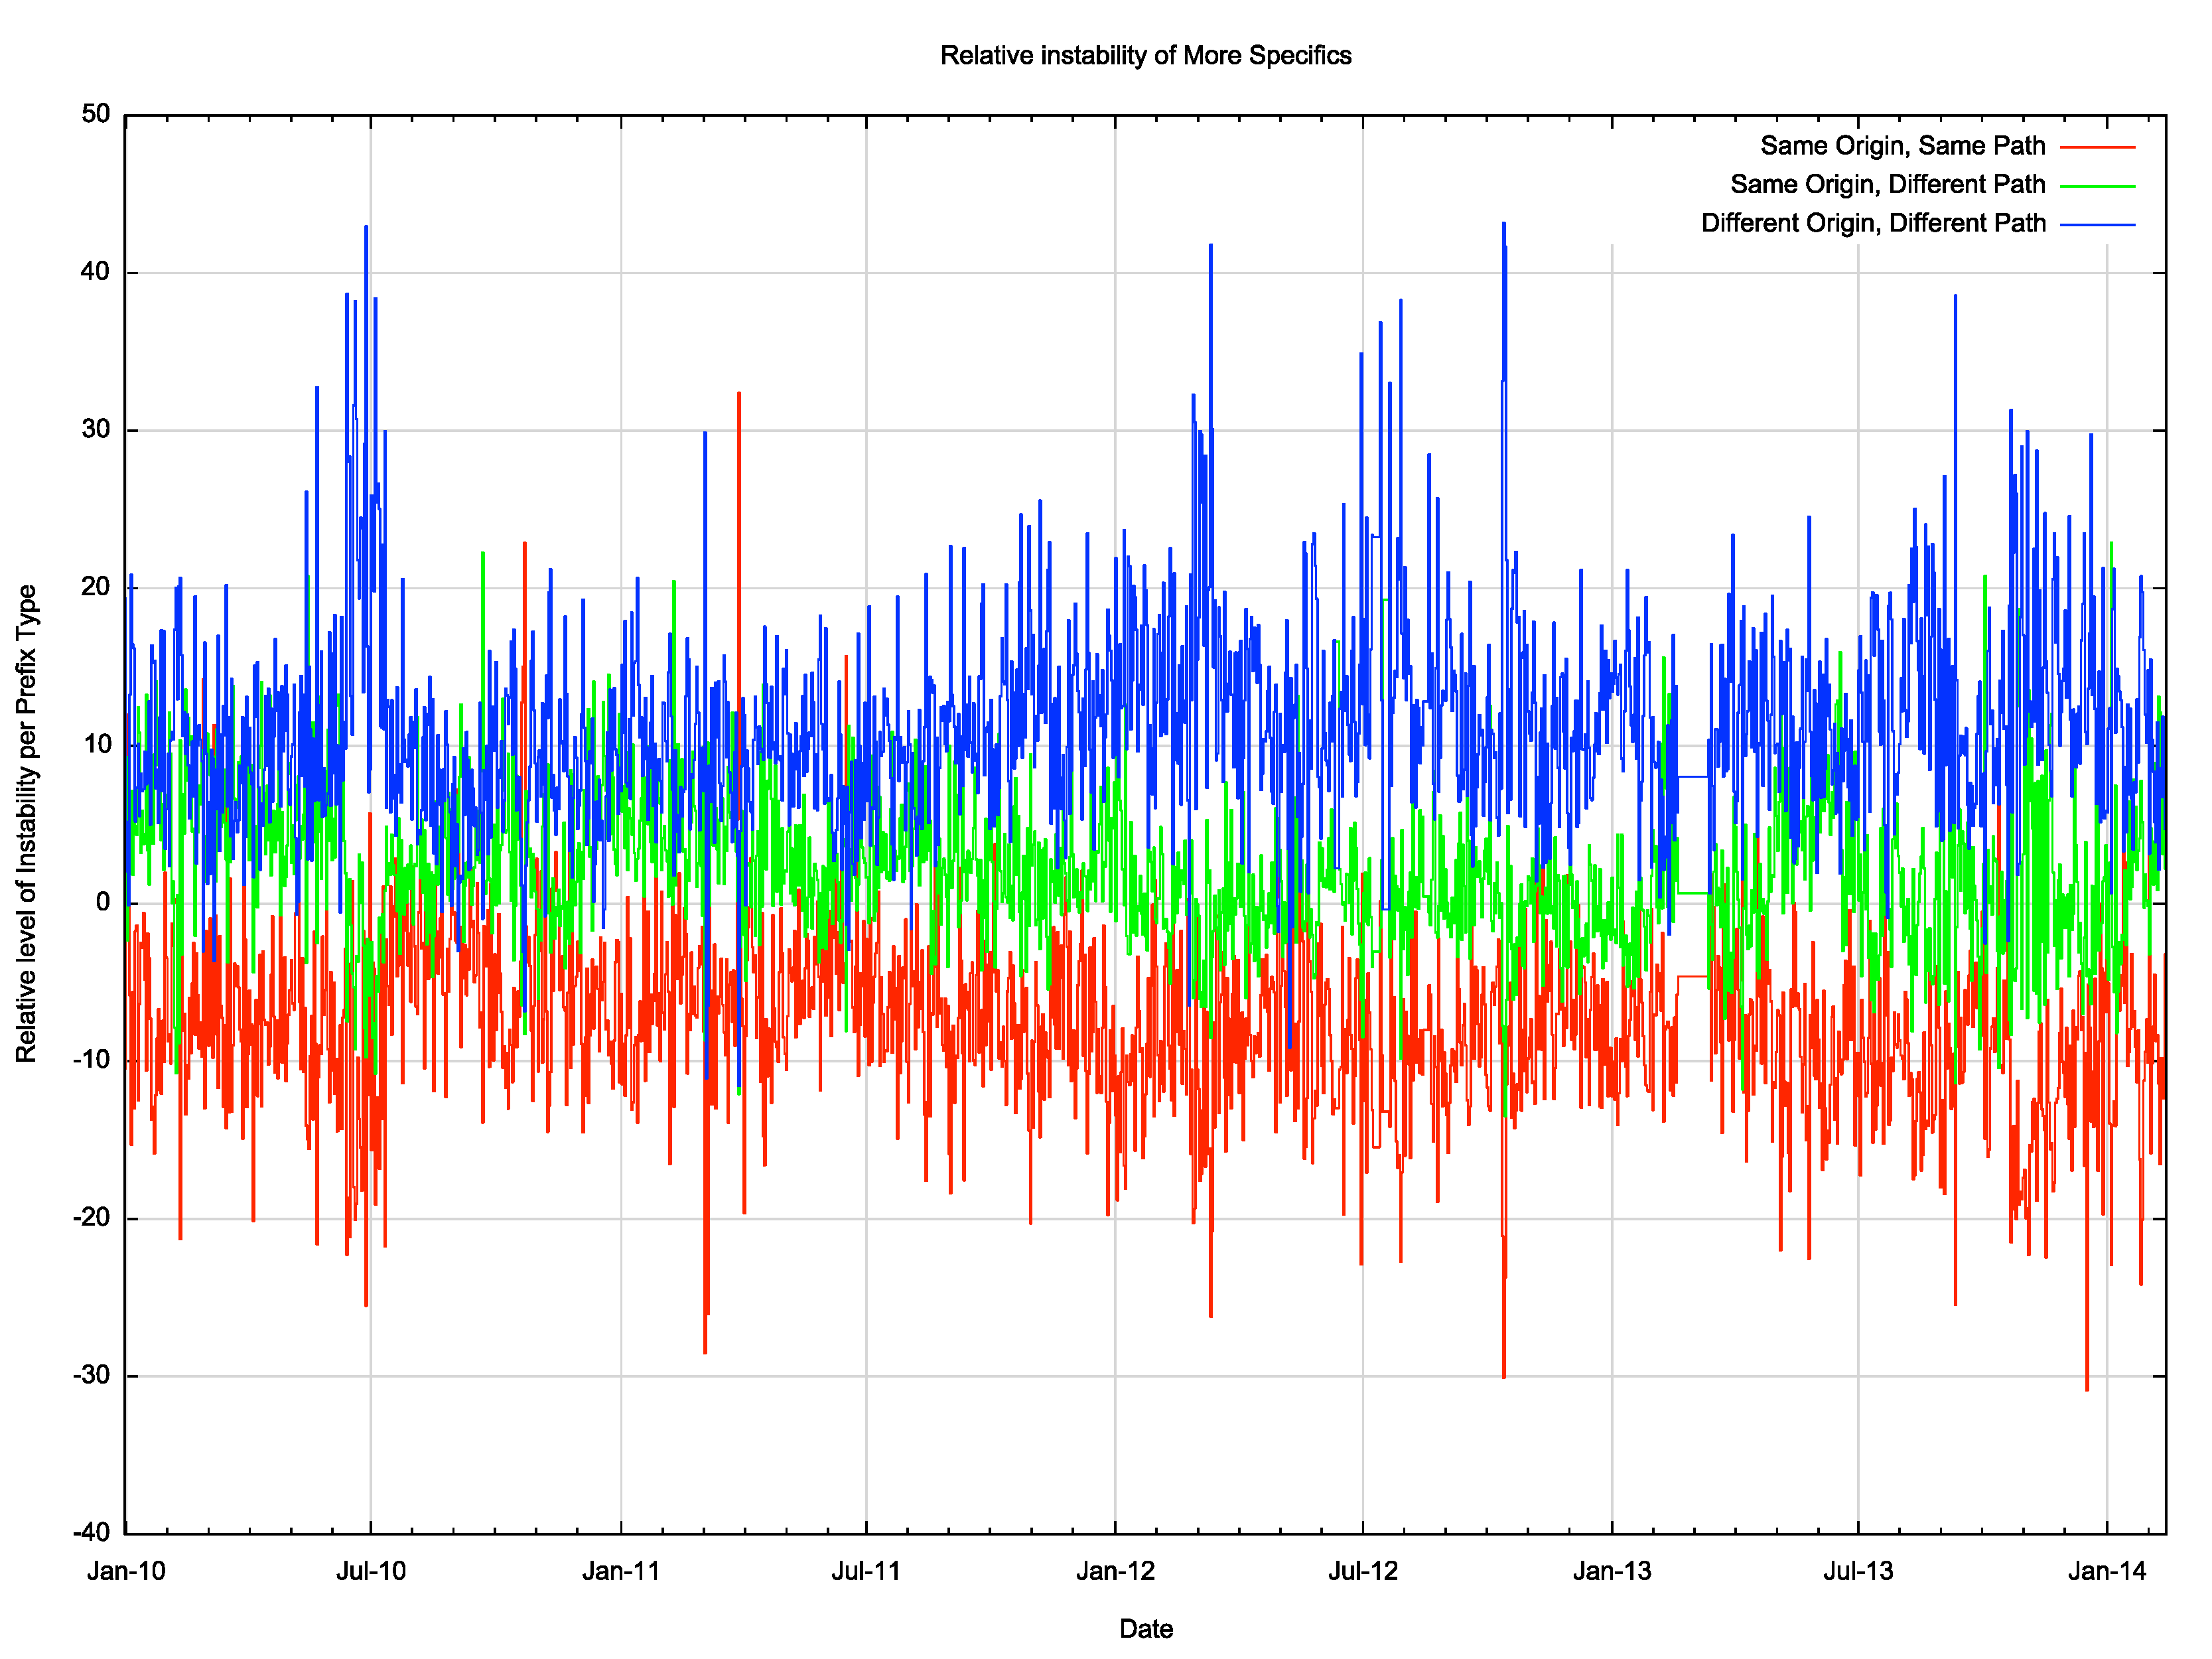 Relative instability of More Specifics
50
40
30
20
10
0
-10
-20
-30
-40
Relative level of Instability per Prefix Type
Same Origin, Same Path
Same Origin, Different Path
Different Origin, Different Path
Jan-10 Jul-10 Jan-11 Jul-11 Jan-12 Jul-12 Jan-13 Jul-13 Jan-14
Date